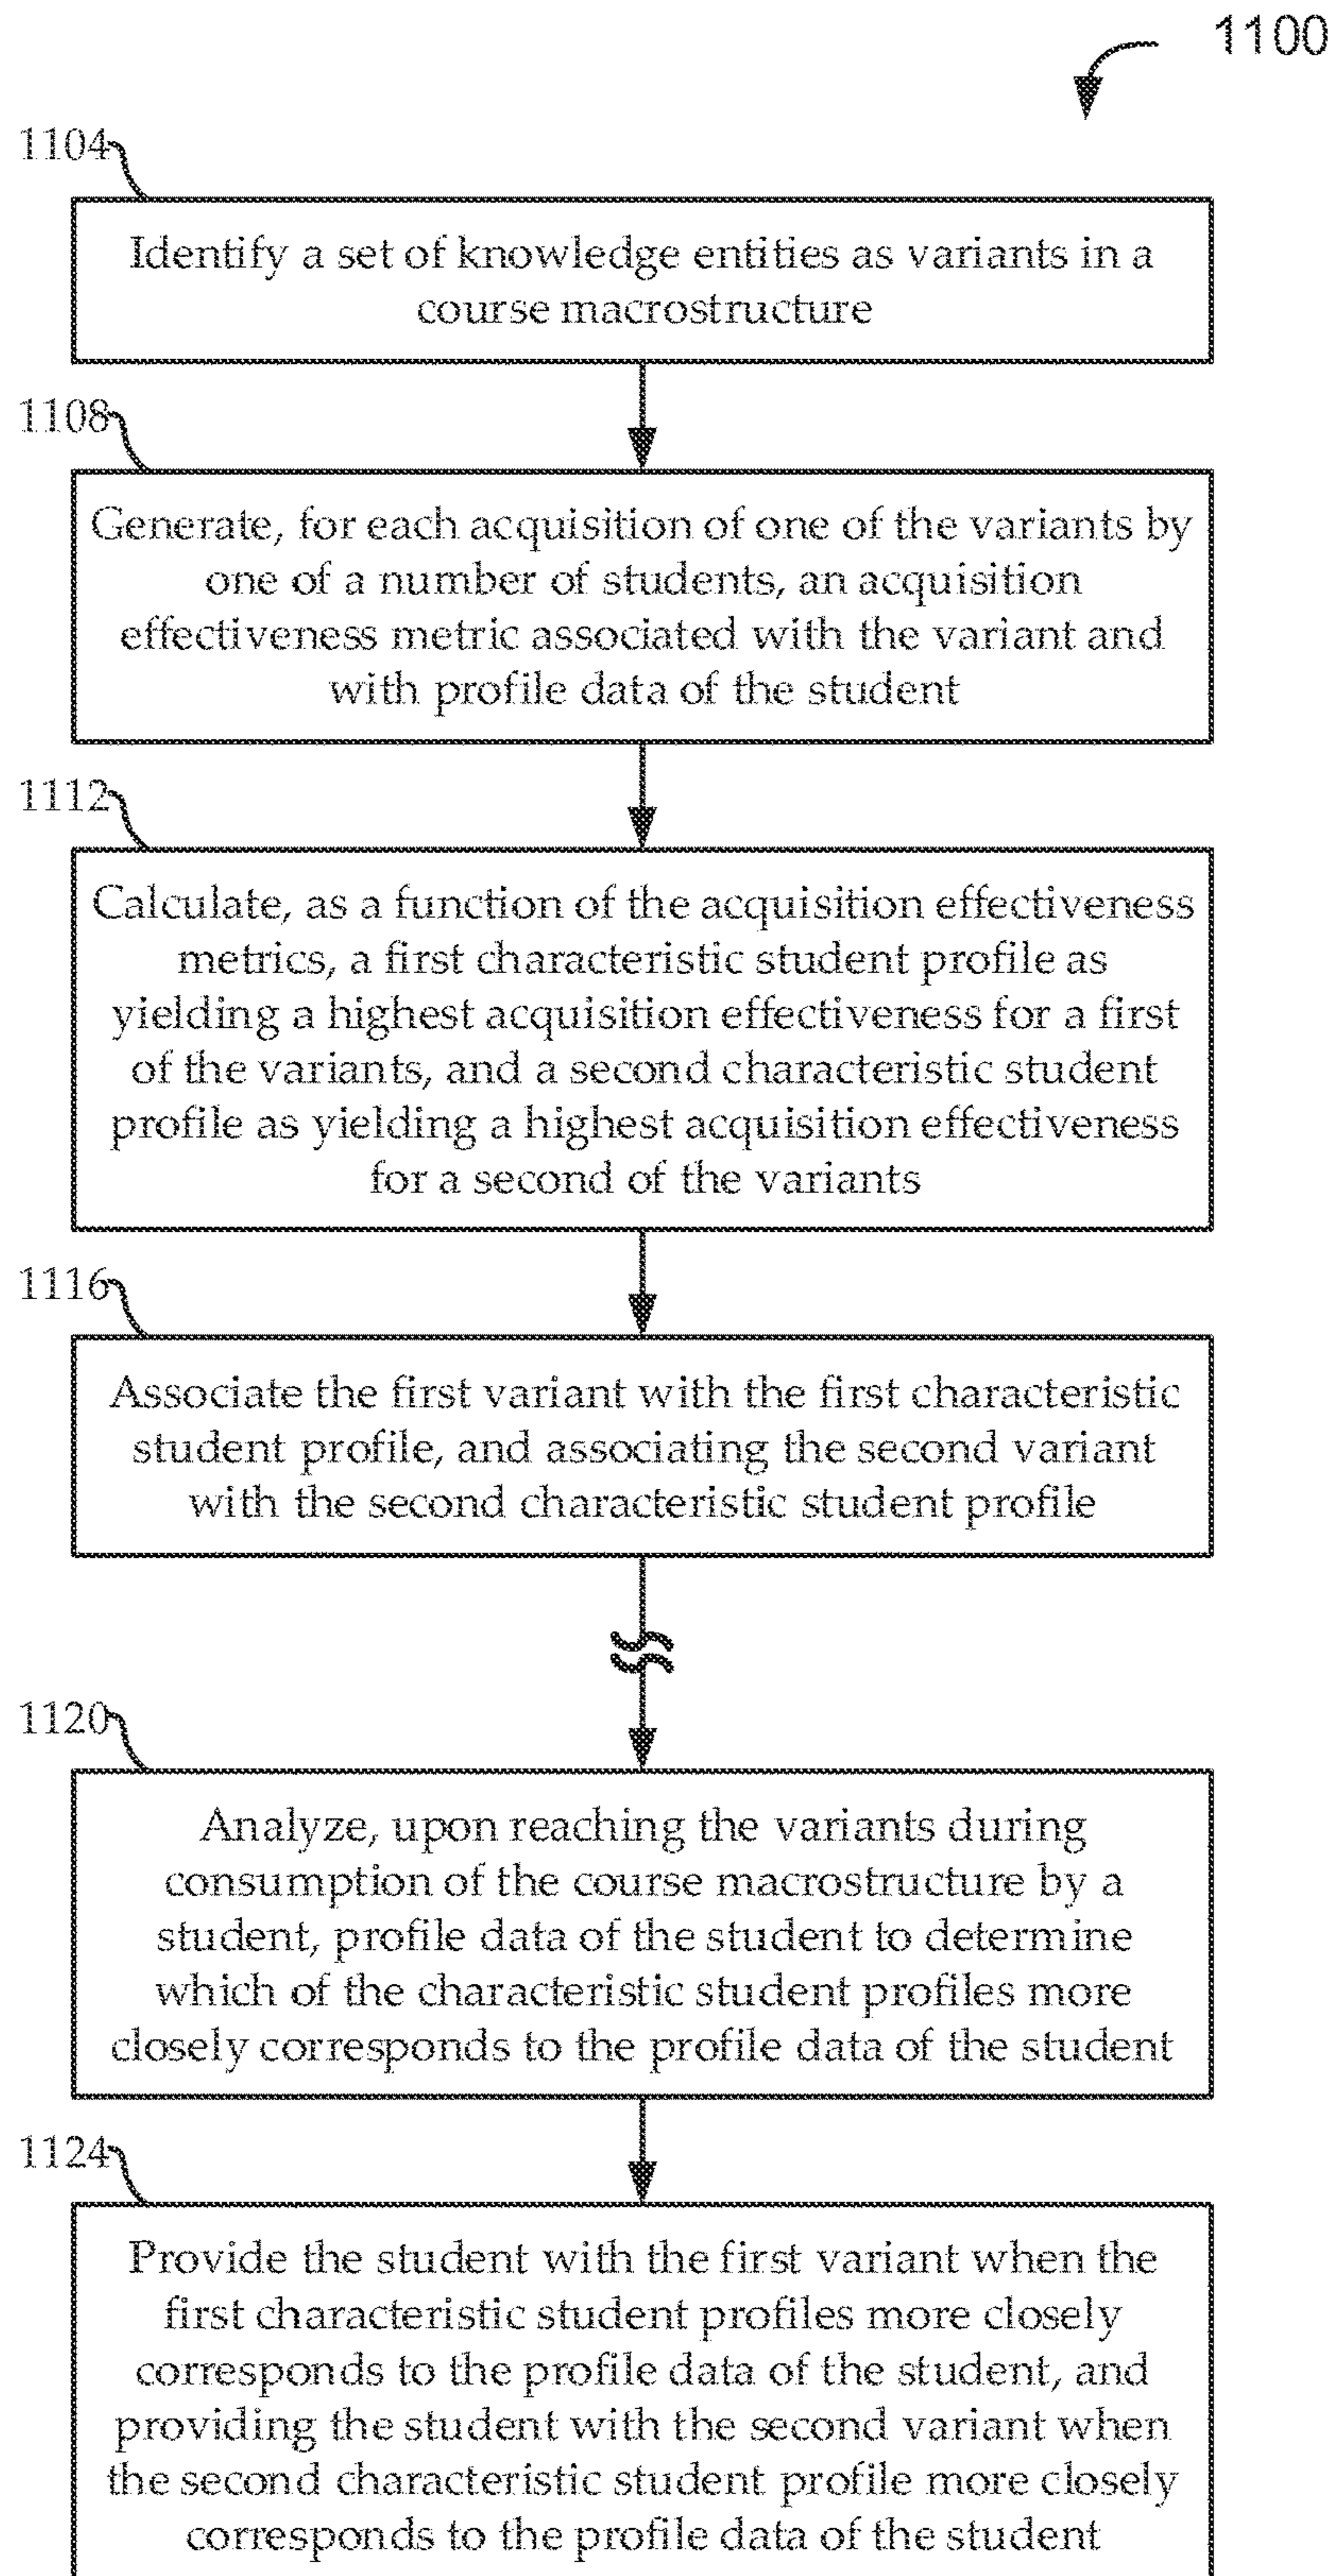 1100
1104
Identify a set of knowledge entities as variants in a
course macrostructure
1108
Generate, for each acquisition of one of the variants by
one of a number of students, an acquisition
effectiveness metric associated with the variant and
with profile data of the student
1112
Calculate, as a function of the acquisition effectiveness
metrics, a first characteristic student profile as
yielding a highest acquisition effectiveness for a first
of the variants, and a second characteristic student
profile as yielding a highest acquisition effectiveness
for a second of the variants
1116
Associate the first variant with the first characteristic
student profile, and associating the second variant
with the second characteristic student profile
1120
Analyze, upon reaching the variants during
consumption of the course macrostructure by a
student, profile data of the student to determine
which of the characteristic student profiles more
closely corresponds to the profile data of the student
1124
Provide the student with the first variant when the
first characteristic student profiles more closely
corresponds to the profile data of the student, and
providing the student with the second variant when
the second characteristic student profile more closely
corresponds to the profile data of the student